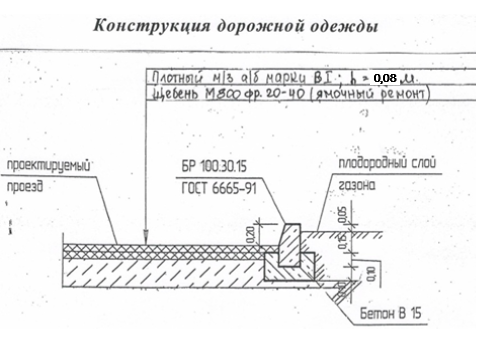 Конструкция дорожной одежды
Плотный м/з а/б марки В I; h = 0,08 м.
Щебень М800 фр. 20-40 (ямочный ремонт)
проектируемый
проезд
БР 100.30.15
ГОСТ 6665-91
плодородный слой
газона
0,20
0,05
0,15
0,10
Бетон В 15